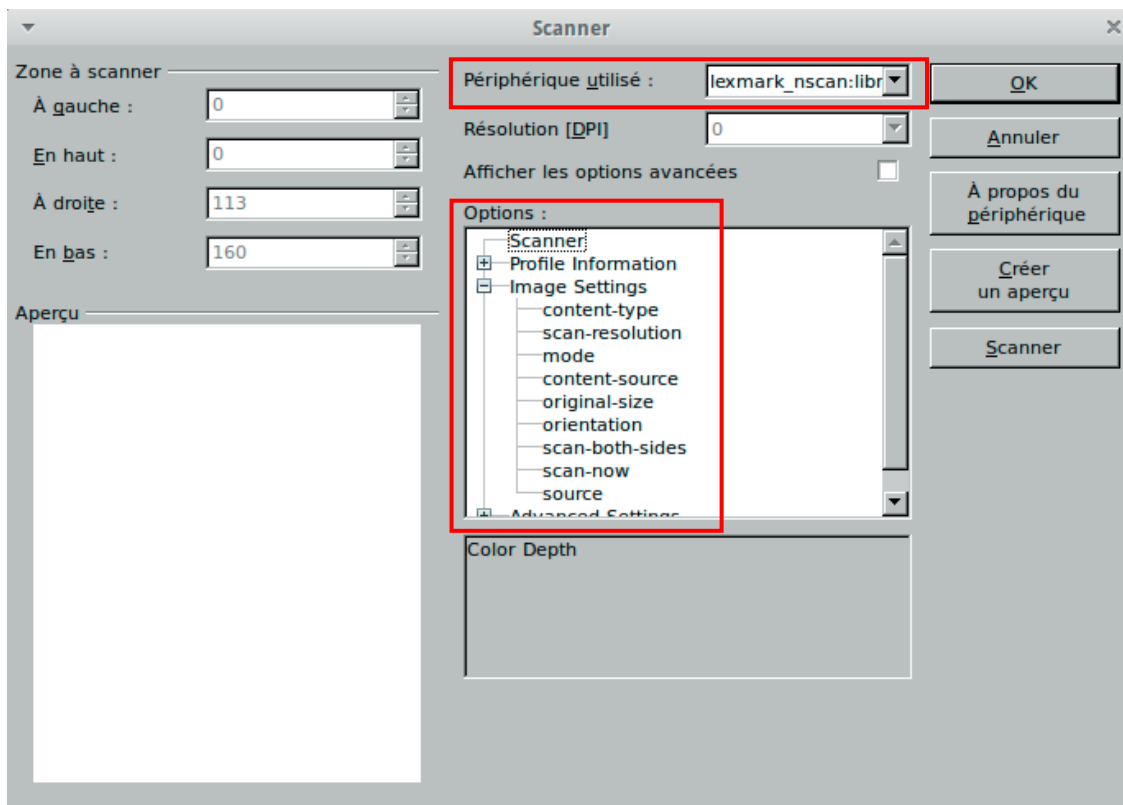 Scanner
Zone à scanner
À gauche :
0
En haut :
0
À droite :
113
En bas :
160
Aperçu
Périphérique utilisé :
lexmark_nscan:libr
Résolution [DPI]
0
Afficher les options avancées
Options :
Scanner
Profile Information
Image Settings
content-type
scan-resolution
mode
content-source
original-size
orientation
scan-both-sides
scan-now
source
Advanced Settings
Color Depth
OK
Annuler
À propos du
périphérique
Créer
un aperçu
Scanner